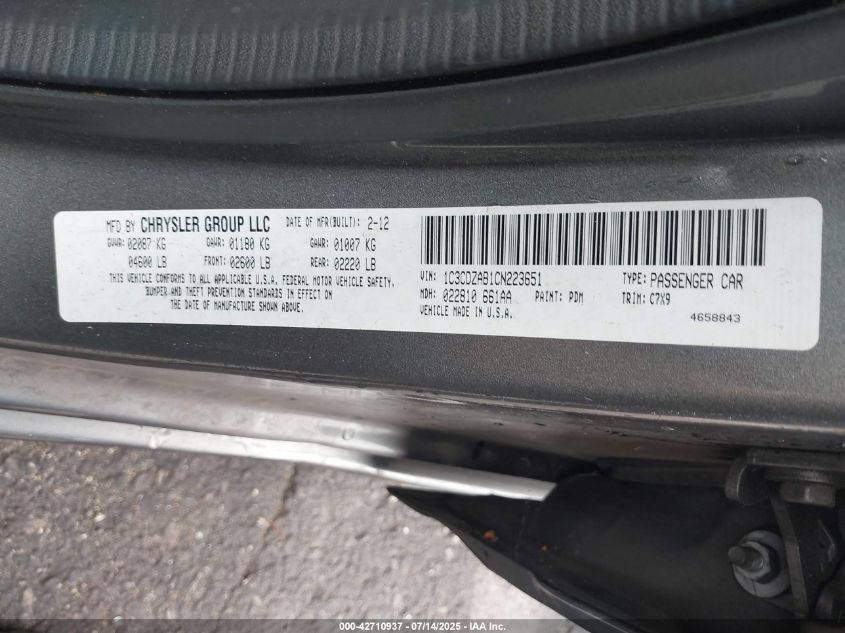 MFD BY CHRYSLER GROUP LLC DATE OF MFR(BUILT): 2-12
GVWR: 02087 KG GAWR: 01180 KG GAWR: 01007 KG
04600 LB FRONT: 02600 LB REAR: 02220 LB
THIS VEHICLE CONFORMS TO ALL APPLICABLE U.S.A. FEDERAL MOTOR VEHICLE SAFETY,
BUMPER AND THEFT PREVENTION STANDARDS IN EFFECT ON
THE DATE OF MANUFACTURE SHOWN ABOVE.
VIN: 1C3CDZAB1CN223651 TYPE: PASSENGER CAR
MDH: 022810 661AA PAINT: PDM TRIM: C7X9
VEHICLE MADE IN U.S.A. 4658843
000-42710937 - 07/14/2025 - IAA Inc.